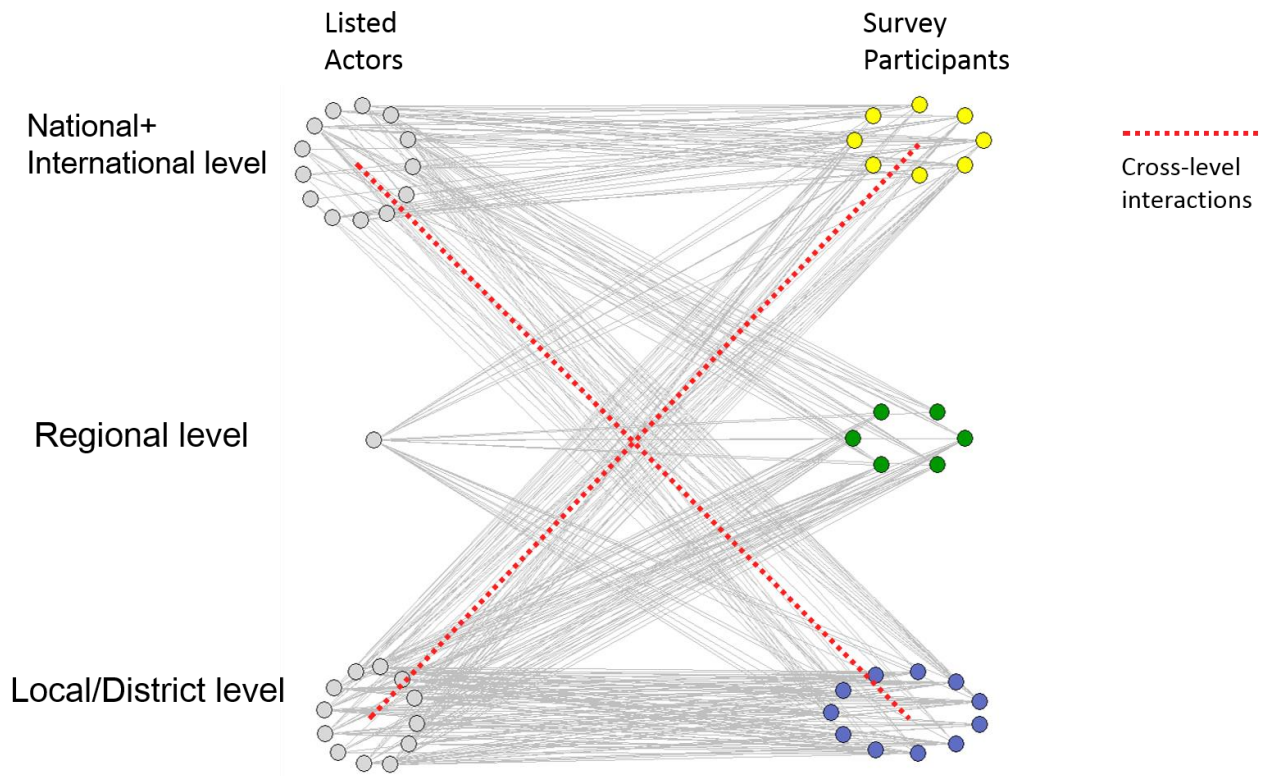 Listed
Actors
Survey
Participants
National+
International level
Cross-level
interactions
Regional level
Local/District level